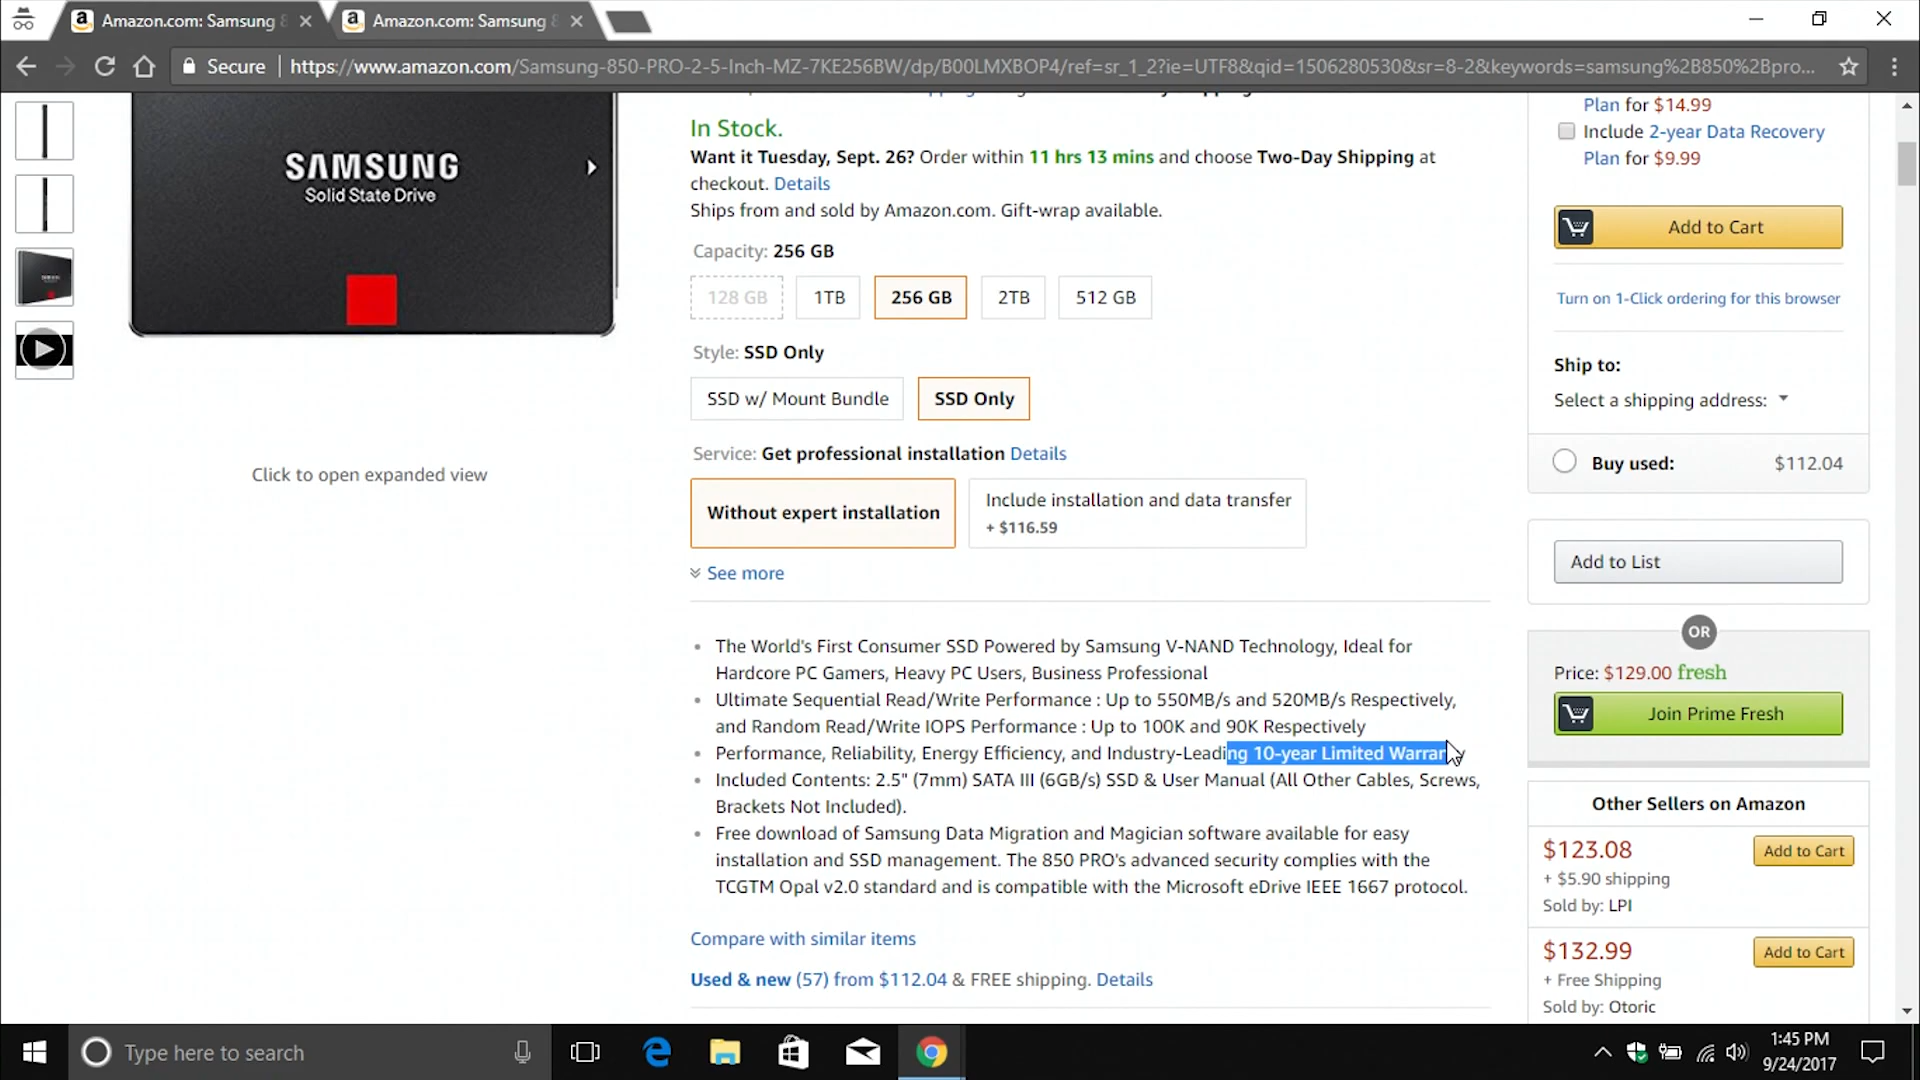 Amazon.com: Samsung 8
Amazon.com: Samsung 8
Secure
https://www.amazon.com/Samsung-850-PRO-2-5-Inch-MZ-7KE256BW/dp/B00LMXBOP4/ref=sr_1_2?ie=UTF8&qid=1506280530&sr=8-2&keywords=samsung%2B850%2Bpro...
SAMSUNG
Solid State Drive
Click to open expanded view
In Stock.
Want it Tuesday, Sept. 26? Order within 11 hrs 13 mins and choose Two-Day Shipping at
checkout. Details
Ships from and sold by Amazon.com. Gift-wrap available.
Capacity: 256 GB
128 GB
1TB
256 GB
2TB
512 GB
Style: SSD Only
SSD w/ Mount Bundle
SSD Only
Service: Get professional installation Details
Without expert installation
Include installation and data transfer
+ $116.59
See more
The World's First Consumer SSD Powered by Samsung V-NAND Technology, Ideal for
Hardcore PC Gamers, Heavy PC Users, Business Professional
Ultimate Sequential Read/Write Performance : Up to 550MB/s and 520MB/s Respectively,
and Random Read/Write IOPS Performance : Up to 100K and 90K Respectively
Performance, Reliability, Energy Efficiency, and Industry-Leading 10-year Limited Warranty
Included Contents: 2.5" (7mm) SATA III (6GB/s) SSD & User Manual (All Other Cables, Screws,
Brackets Not Included).
Free download of Samsung Data Migration and Magician software available for easy
installation and SSD management. The 850 PRO's advanced security complies with the
TCGTM Opal v2.0 standard and is compatible with the Microsoft eDrive IEEE 1667 protocol.
Compare with similar items
Used & new (57) from $112.04 & FREE shipping. Details
Plan for $14.99
Include 2-year Data Recovery
Plan for $9.99
Add to Cart
Turn on 1-Click ordering for this browser
Ship to:
Select a shipping address:
Buy used:
$112.04
Add to List
OR
Price: $129.00 fresh
Join Prime Fresh
Other Sellers on Amazon
$123.08
Add to Cart
+ $5.90 shipping
Sold by: LPI
$132.99
Add to Cart
+ Free Shipping
Sold by: Otoric
Type here to search
1:45 PM
9/24/2017